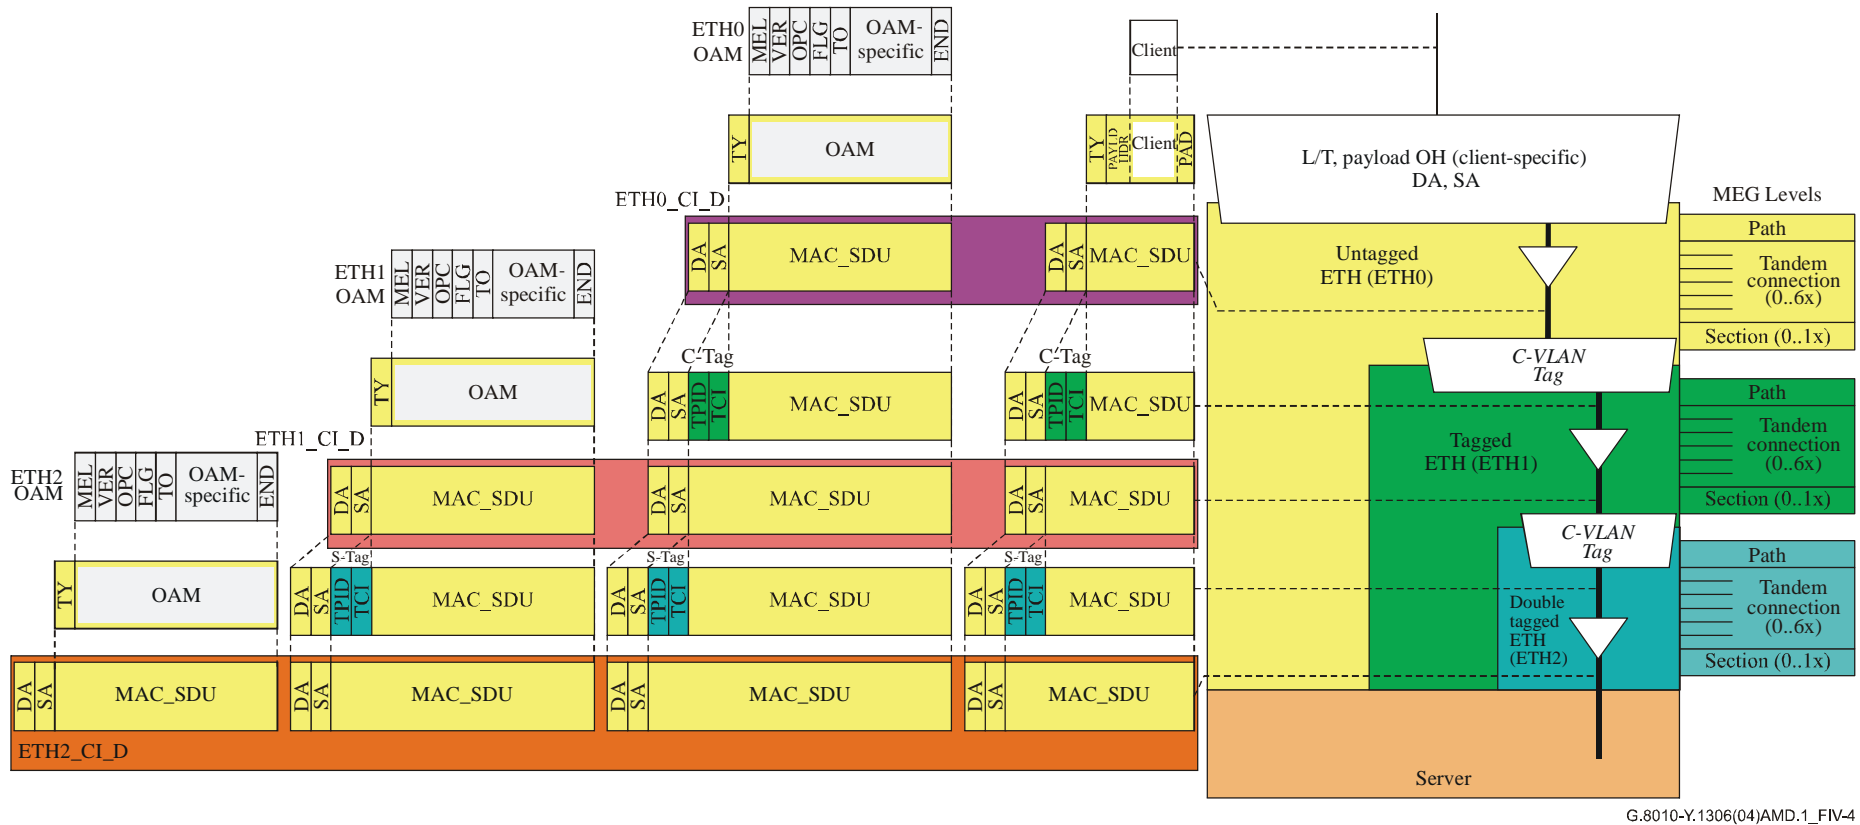 ETH0
OAM
MEL
VER
OPC
FLG
TO
OAM-
specific
END
Client
TY
OAM
TY
PAYLD
HDR
Client
PAD
L/T, payload OH (client-specific)
DA, SA
ETH0_CI_D
MEG Levels
DA
SA
MAC_SDU
DA
SA
MAC_SDU
Untagged
ETH (ETH0)
Path
Tandem
connection
(0..6x)
Section (0..1x)
ETH1
OAM
MEL
VER
OPC
FLG
TO
OAM-
specific
END
C-Tag
C-Tag
C-VLAN
Tag
TY
OAM
DA
SA
TPID
TCI
MAC_SDU
DA
SA
TPID
TCI
MAC_SDU
Path
Tandem
connection
(0..6x)
Section (0..1x)
ETH1_CI_D
Tagged
ETH (ETH1)
ETH2
OAM
MEL
VER
OPC
FLG
TO
OAM-
specific
END
DA
SA
MAC_SDU
DA
SA
MAC_SDU
DA
SA
MAC_SDU
C-VLAN
Tag
S-Tag
S-Tag
S-Tag
Path
Tandem
connection
(0..6x)
Section (0..1x)
TY
OAM
DA
SA
TPID
TCI
MAC_SDU
DA
SA
TPID
TCI
MAC_SDU
DA
SA
TPID
TCI
MAC_SDU
Double
tagged
ETH
(ETH2)
DA
SA
MAC_SDU
DA
SA
MAC_SDU
DA
SA
MAC_SDU
DA
SA
MAC_SDU
ETH2_CI_D
Server
G.8010-Y.1306(04)AMD.1_FIV-4